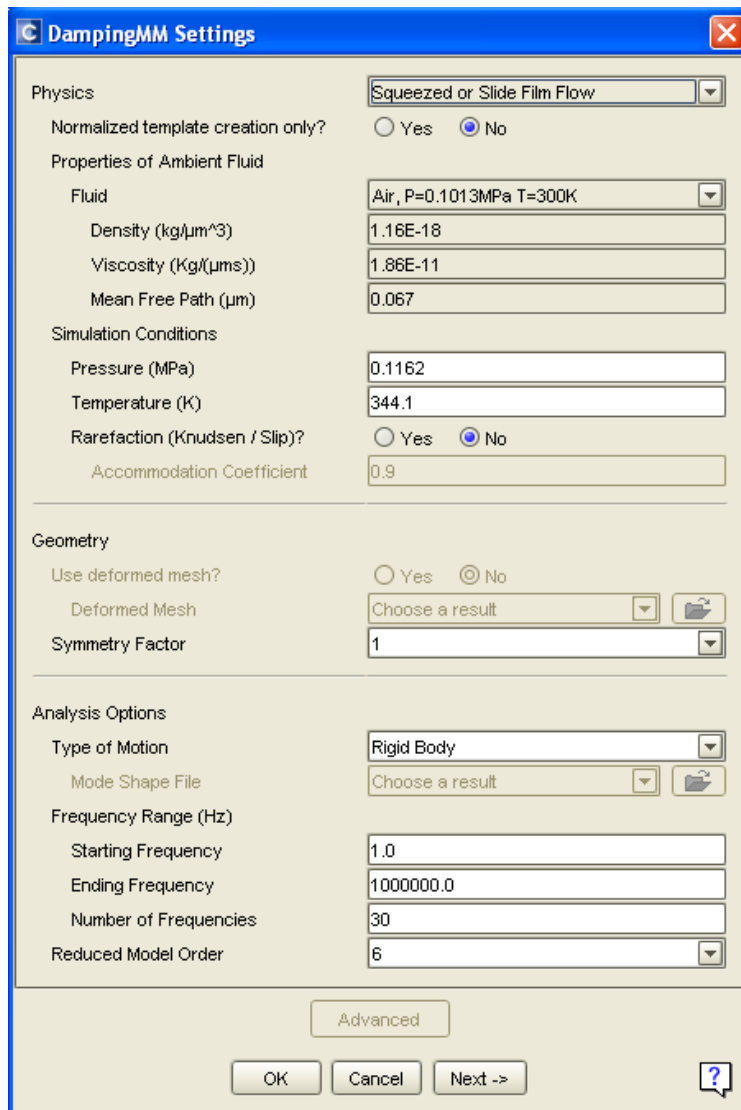 C DampingMM Settings
Physics Squeezed or Slide Film Flow
Normalized template creation only? Yes No
Properties of Ambient Fluid
Fluid Air, P=0.1013MPa T=300K
Density (kg/µm^3) 1.16E-18
Viscosity (Kg/(µms)) 1.86E-11
Mean Free Path (µm) 0.067
Simulation Conditions
Pressure (MPa) 0.1162
Temperature (K) 344.1
Rarefaction (Knudsen / Slip)? Yes No
Accommodation Coefficient 0.9
Geometry
Use deformed mesh? Yes No
Deformed Mesh Choose a result
Symmetry Factor 1
Analysis Options
Type of Motion Rigid Body
Mode Shape File Choose a result
Frequency Range (Hz)
Starting Frequency 1.0
Ending Frequency 1000000.0
Number of Frequencies 30
Reduced Model Order 6
Advanced
OK Cancel Next -> ?